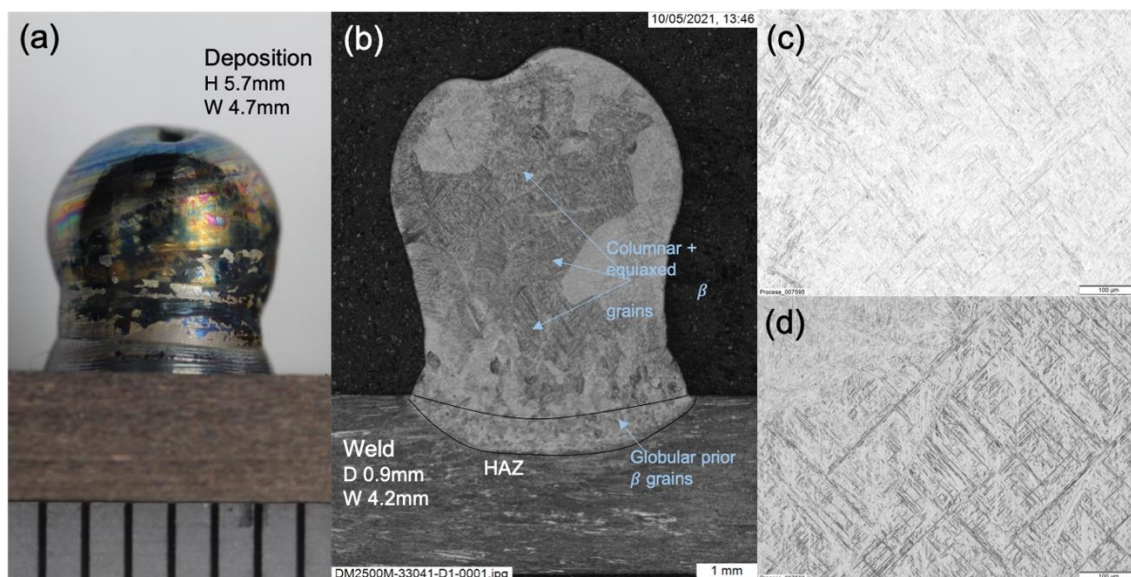 (a)
Deposition
H 5.7mm
W 4.7mm
(b)
10/05/2021, 13:46
Columnar +
equiaxed
β
grains
Weld
D 0.9mm
W 4.2mm
HAZ
Globular prior
β grains
DM2500M-33041-D1-0001.jpg
1 mm
(c)
Process_007595
100 µm
(d)
100 µm